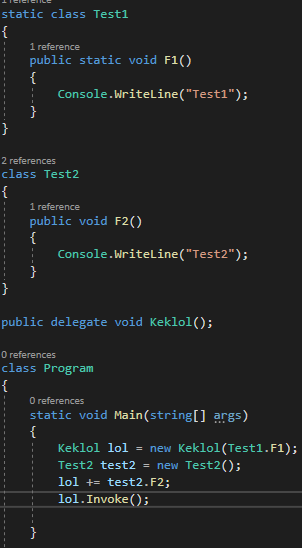 1 reference
static class Test1
{
1 reference
public static void F1()
{
Console.WriteLine("Test1");
}
}
2 references
class Test2
{
1 reference
public void F2()
{
Console.WriteLine("Test2");
}
}
public delegate void Keklol();
0 references
class Program
{
0 references
static void Main(string[] args)
{
Keklol lol = new Keklol(Test1.F1);
Test2 test2 = new Test2();
lol += test2.F2;
lol.Invoke();
}